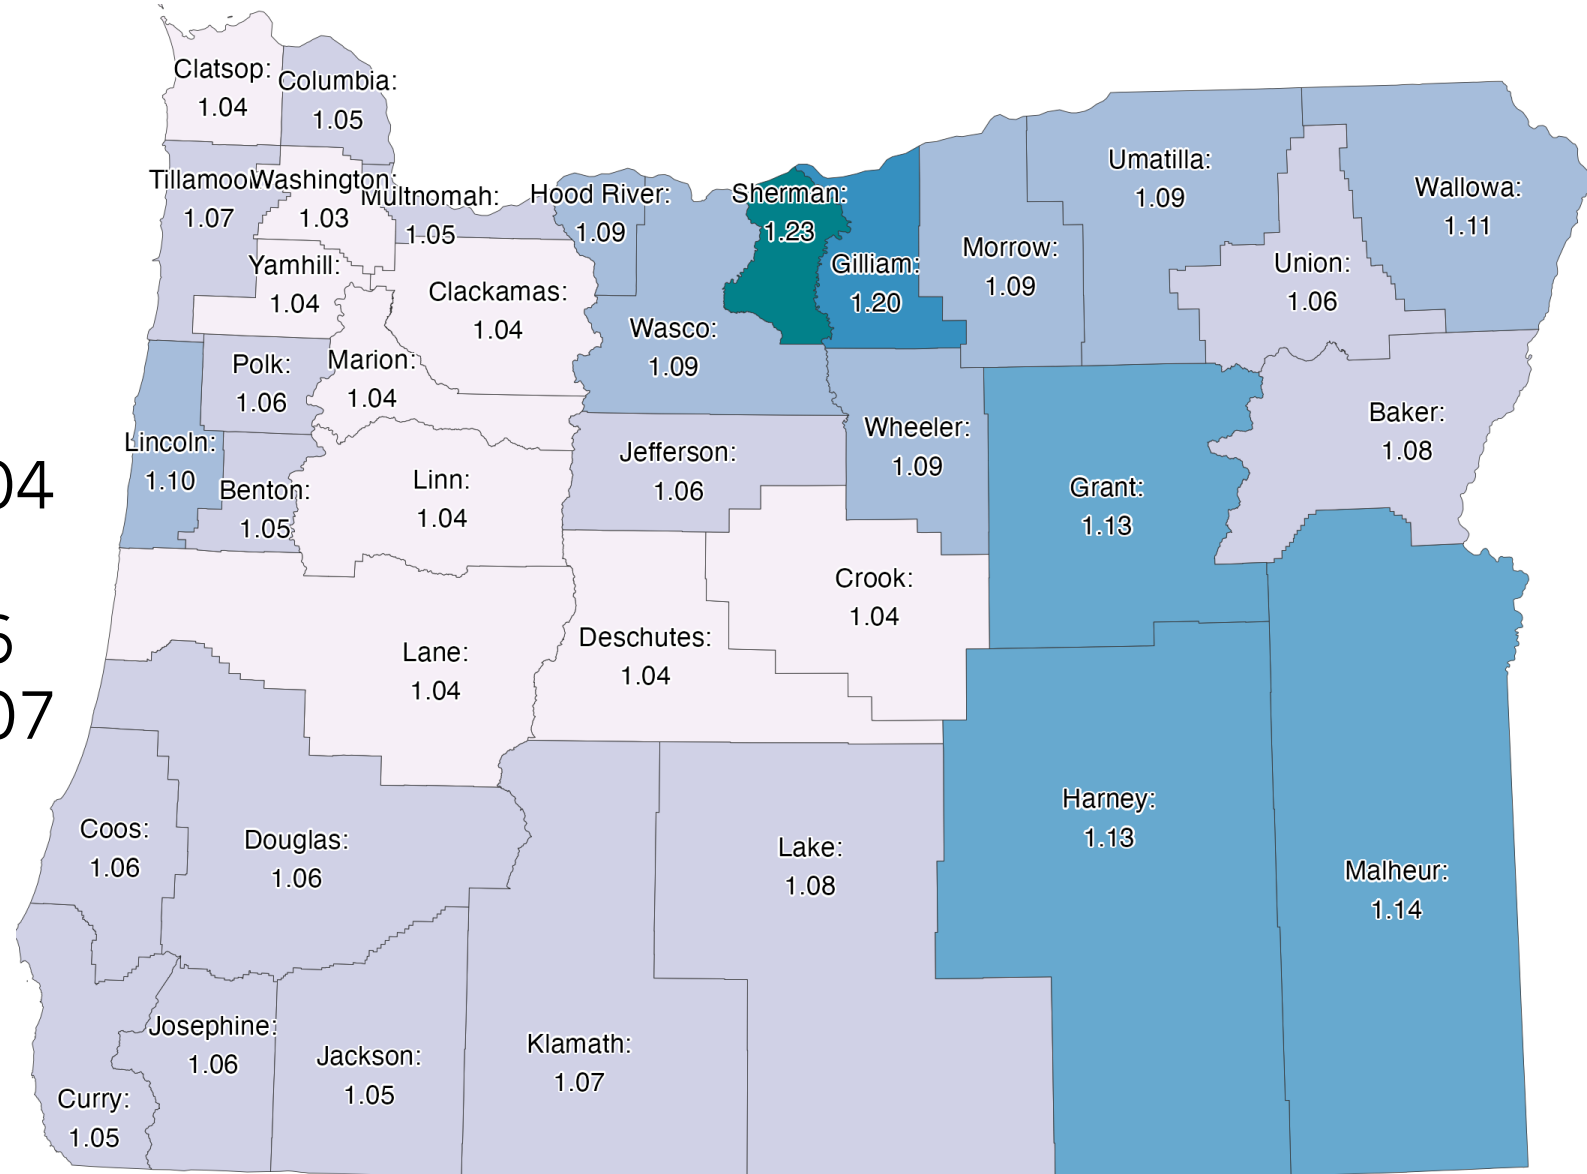 Clatsop:
1.04
Columbia:
1.05
Tillamoo
1.07
Washington:
1.03
Multnomah:
1.05
Hood River:
1.09
Sherman:
1.23
Gilliam:
1.20
Morrow:
1.09
Umatilla:
1.09
Wallowa:
1.11
Union:
1.06
Yamhill:
1.04
Clackamas:
1.04
Wasco:
1.09
Polk:
1.06
Marion:
1.04
Baker:
1.08
Lincoln:
1.10
Benton:
1.05
Linn:
1.04
Jefferson:
1.06
Wheeler:
1.09
Grant:
1.13
04
6
07
Crook:
1.04
Deschutes:
1.04
Lane:
1.04
Coos:
1.06
Douglas:
1.06
Lake:
1.08
Harney:
1.13
Malheur:
1.14
Josephine:
1.06
Jackson:
1.05
Klamath:
1.07
Curry:
1.05